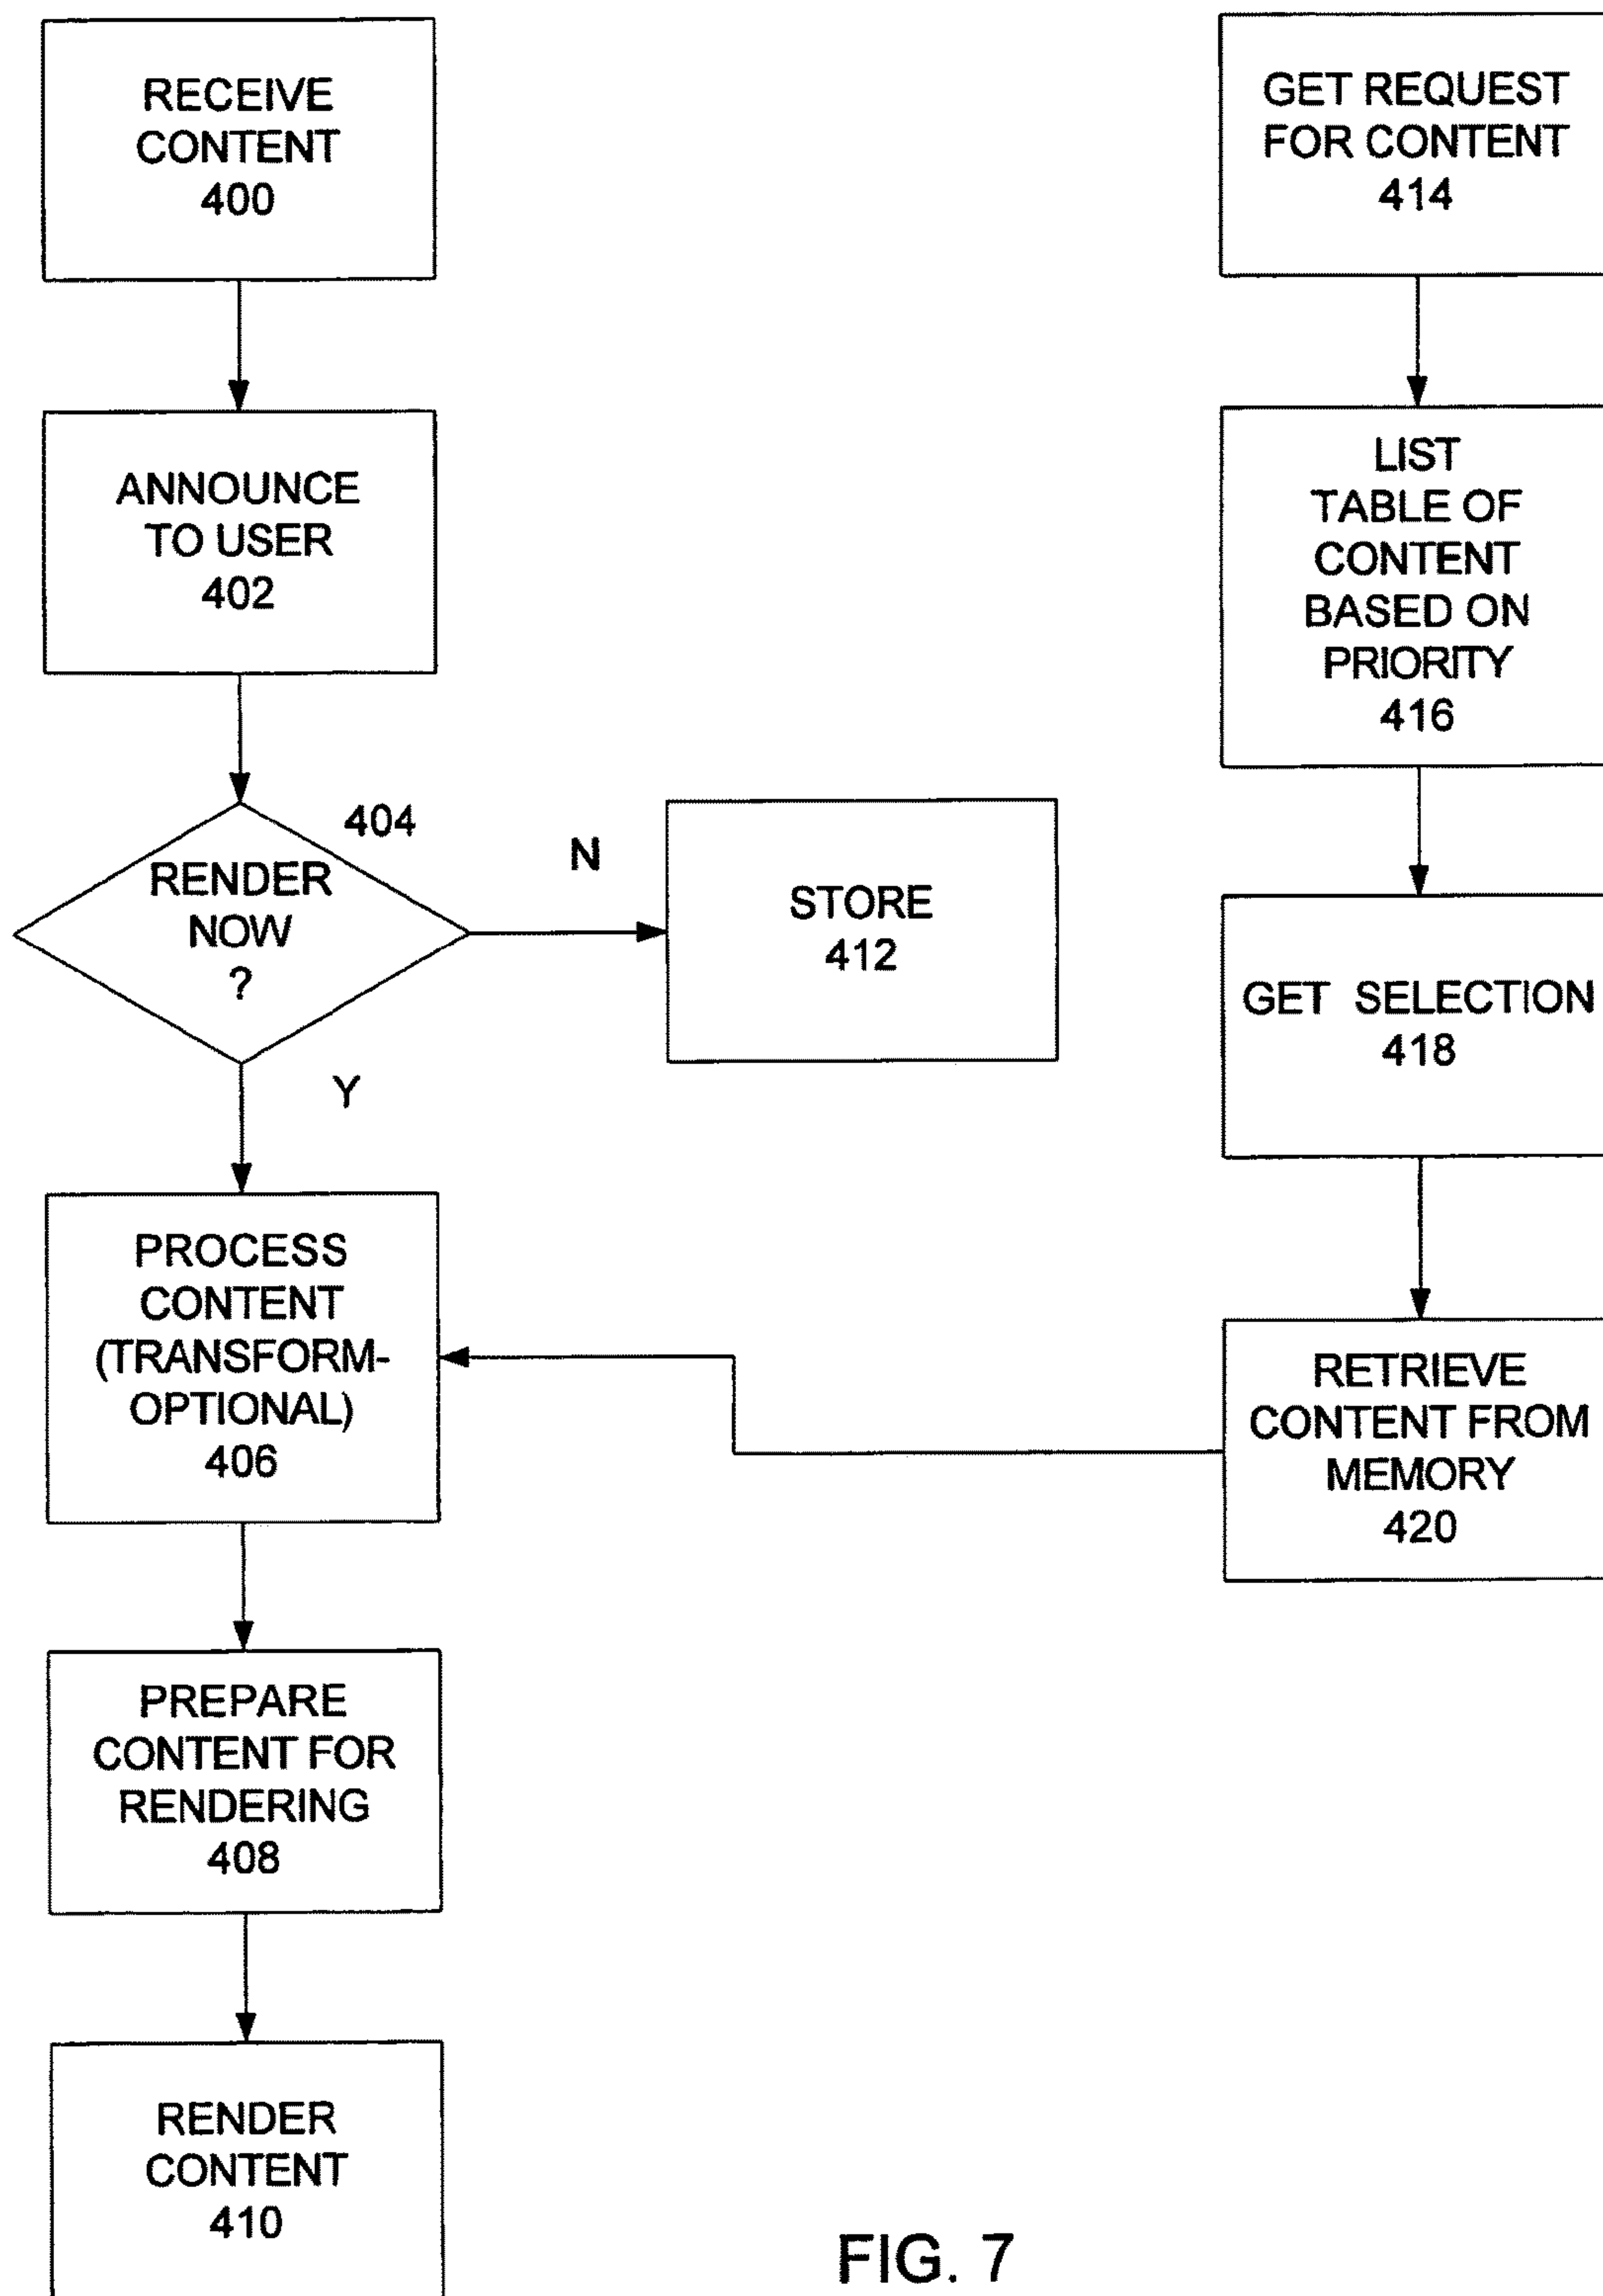 RECEIVE
CONTENT
400
ANNOUNCE
TO USER
402
404
RENDER
NOW
?
N
STORE
412
Y
PROCESS
CONTENT
(TRANSFORM-
OPTIONAL)
406
PREPARE
CONTENT FOR
RENDERING
408
RENDER
CONTENT
410
GET REQUEST
FOR CONTENT
414
LIST
TABLE OF
CONTENT
BASED ON
PRIORITY
416
GET SELECTION
418
RETRIEVE
CONTENT FROM
MEMORY
420
FIG. 7